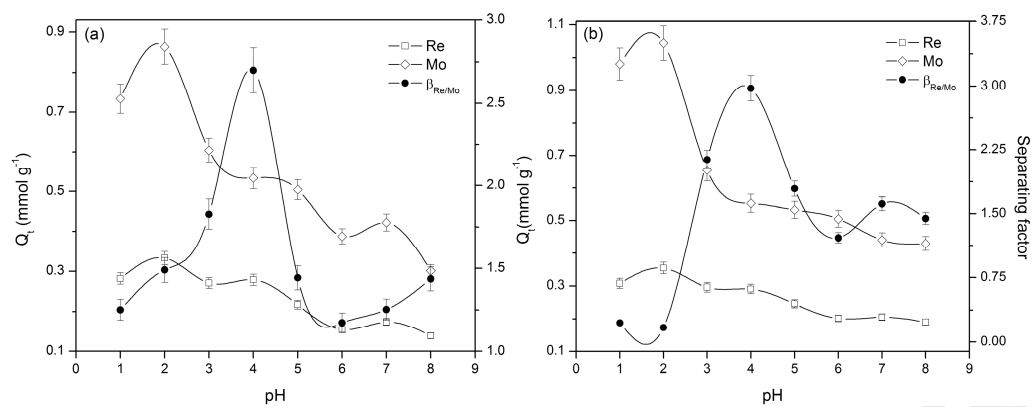 (a)
Re
Mo
βRe/Mo
0.9
0.7
0.5
0.3
0.1
3.0
2.5
2.0
1.5
1.0
0 1 2 3 4 5 6 7 8 9
Qt (mmol g-1)
pH
(b)
Re
Mo
βRe/Mo
1.1
0.9
0.7
0.5
0.3
0.1
3.75
3.00
2.25
1.50
0.75
0.00
0 1 2 3 4 5 6 7 8 9
Qt(mmol g-1)
Separating factor
pH